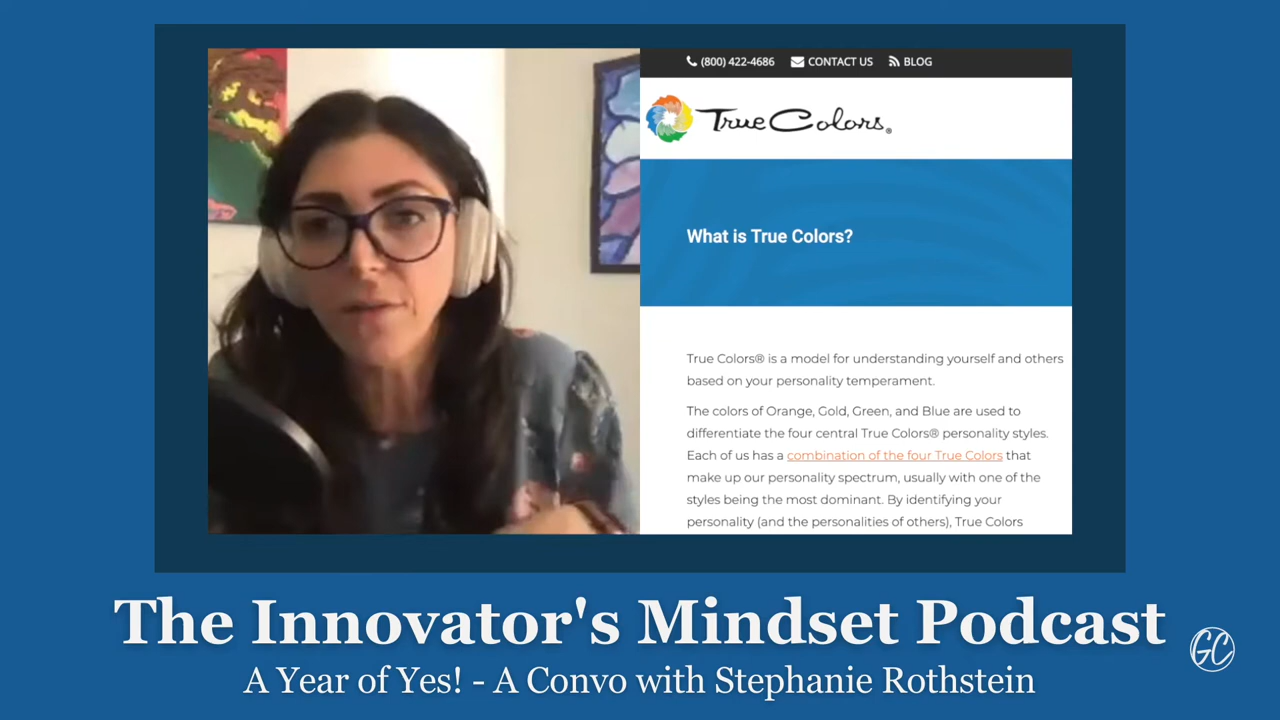 (800) 422-4686 CONTACT US BLOG
True Colors®
What is True Colors?
True Colors® is a model for understanding yourself and others
based on your personality temperament.
The colors of Orange, Gold, Green, and Blue are used to
differentiate the four central True Colors® personality styles.
Each of us has a combination of the four True Colors that
make up our personality spectrum, usually with one of the
styles being the most dominant. By identifying your
personality (and the personalities of others), True Colors
The Innovator's Mindset Podcast
GC
A Year of Yes! - A Convo with Stephanie Rothstein